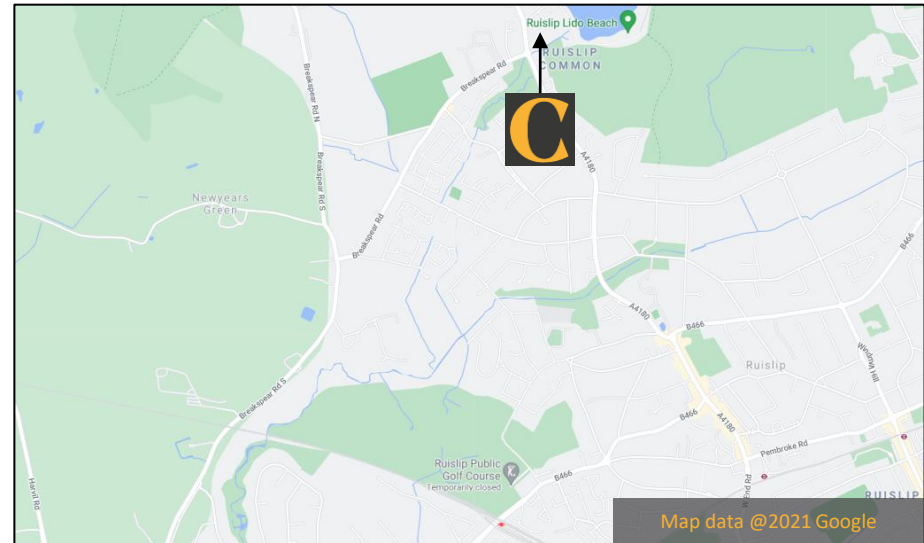 Ruislip Lido Beach
RUISLIP
COMMON
Breakspear Rd
C
Breakspear Rd N
A4180
Breakspear Rd S
Newyears
Green
Breakspear Rd
B466
A4180
B466
Windmill Hill
Ruislip
Breakspear Rd S
B466
A4180
Pembroke Rd
Ruislip Public
Golf Course
Temporarily closed
B466
Harvil Rd
W End Rd
RUISLIP
Map data @2021 Google